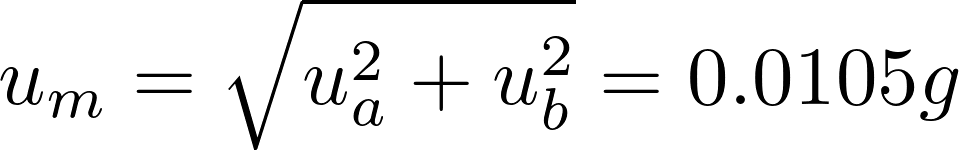 $u_m = \sqrt{u_a^2 + u_b^2} = 0.0105g$